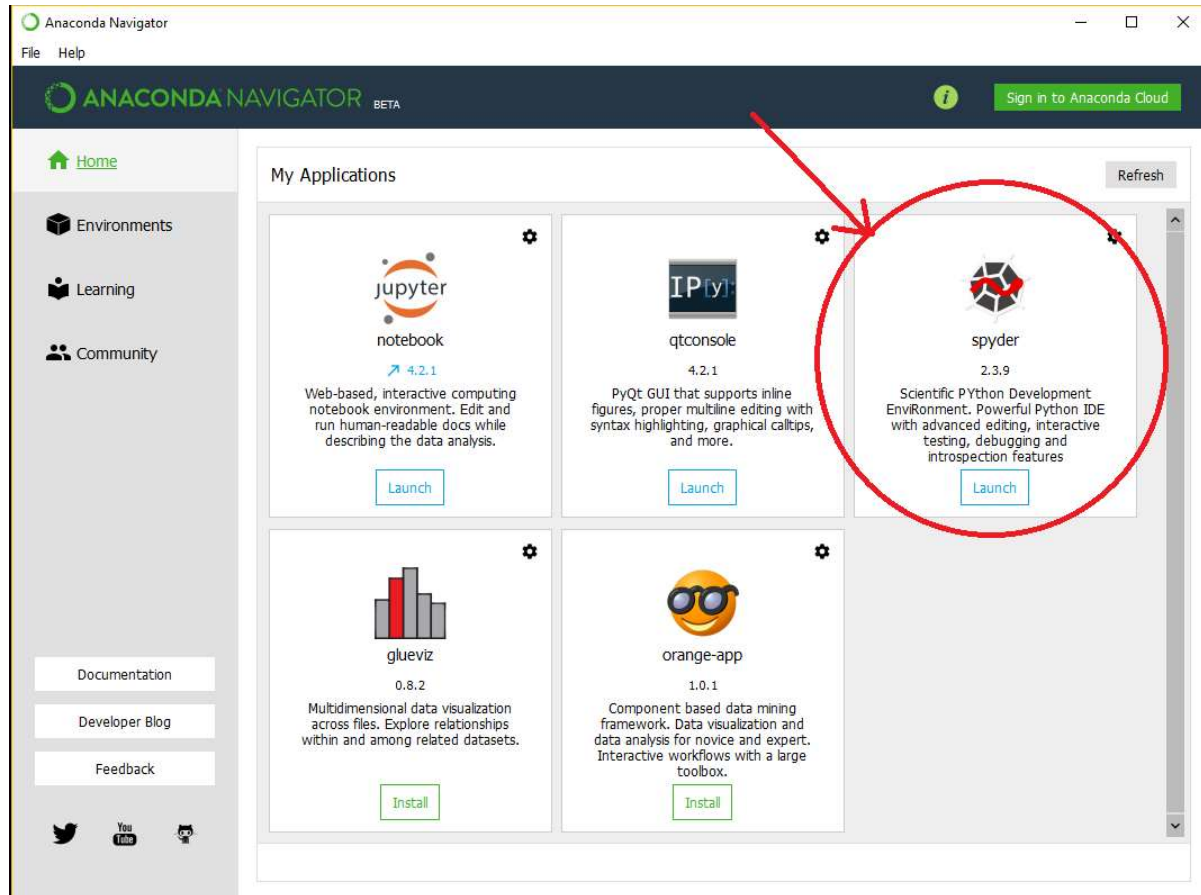 Anaconda Navigator
File Help
ANACONDA NAVIGATOR BETA
i
Sign in to Anaconda Cloud
Home
Environments
Learning
Community
Documentation
Developer Blog
Feedback
You
Tube
My Applications
Refresh
jupyter
notebook
4.2.1
Web-based, interactive computing
notebook environment. Edit and
run human-readable docs while
describing the data analysis.
Launch
IP[y]:
qtconsole
4.2.1
PyQt GUI that supports inline
figures, proper multiline editing with
syntax highlighting, graphical calltips,
and more.
Launch
spyder
2.3.9
Scientific PYthon Development
EnviRonment. Powerful Python IDE
with advanced editing, interactive
testing, debugging and
introspection features
Launch
glueviz
0.8.2
Multidimensional data visualization
across files. Explore relationships
within and among related datasets.
Install
orange-app
1.0.1
Component based data mining
framework. Data visualization and
data analysis for novice and expert.
Interactive workflows with a large
toolbox.
Install